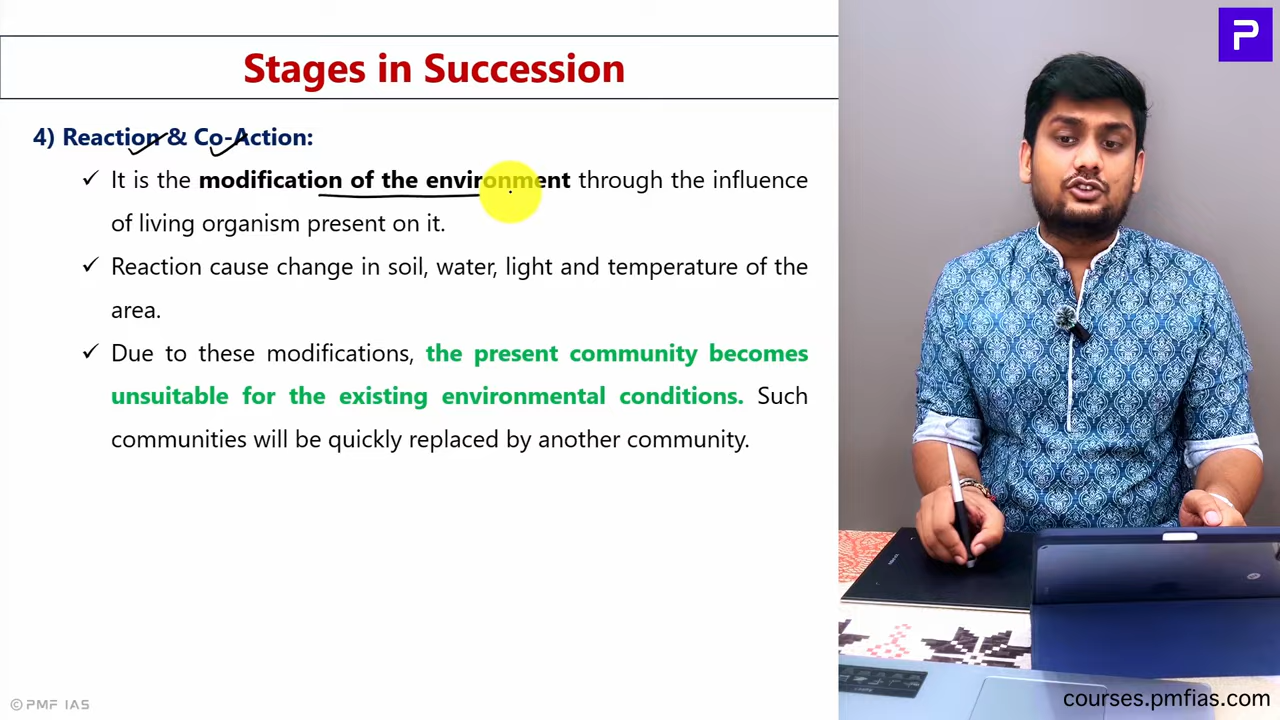 Stages in Succession
4) Reaction & Co-Action:
✓ It is the modification of the environment through the influence
of living organism present on it.
✓ Reaction cause change in soil, water, light and temperature of the
area.
✓ Due to these modifications, the present community becomes
unsuitable for the existing environmental conditions. Such
communities will be quickly replaced by another community.
© PMF IAS
P
courses.pmfias.com